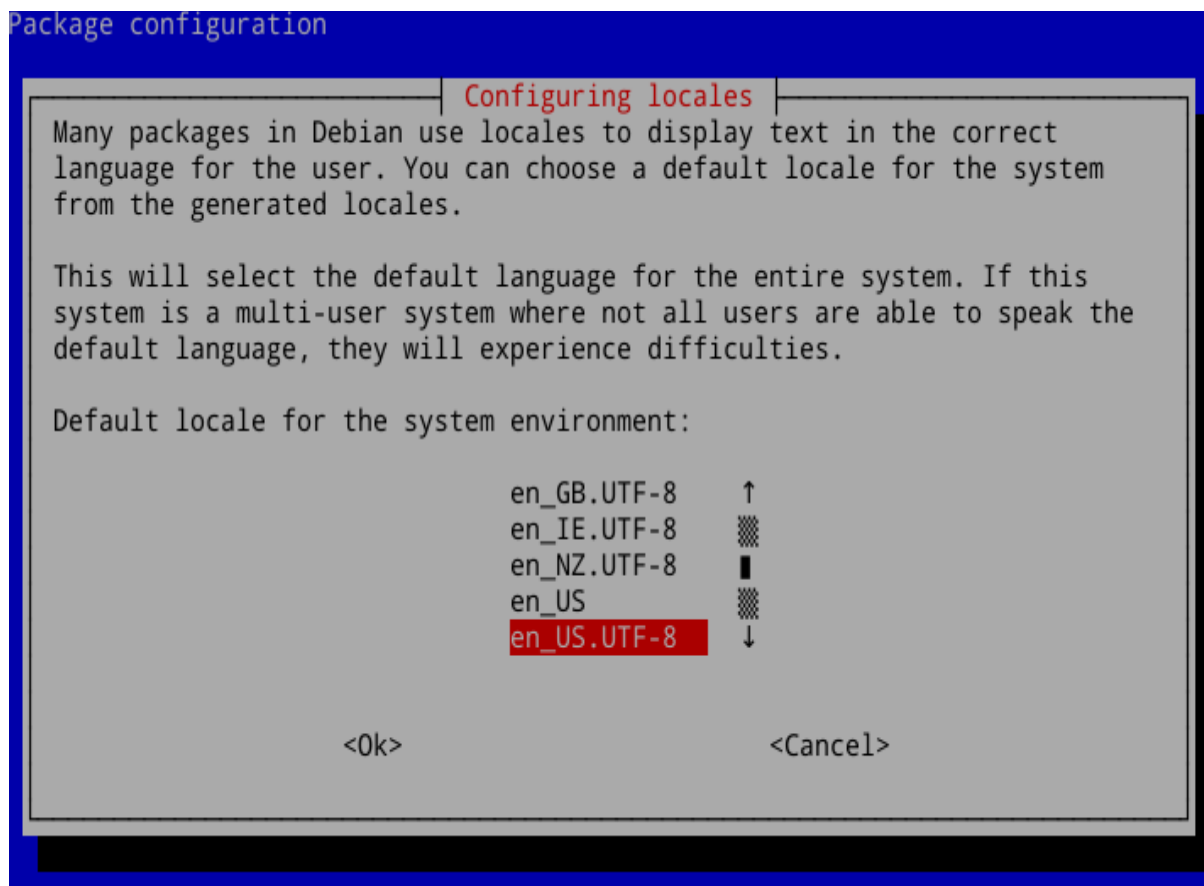 Package configuration
Configuring locales
Many packages in Debian use locales to display text in the correct
language for the user. You can choose a default locale for the system
from the generated locales.
This will select the default language for the entire system. If this
system is a multi-user system where not all users are able to speak the
default language, they will experience difficulties.
Default locale for the system environment:
en_GB.UTF-8 ↑
en_IE.UTF-8
en_NZ.UTF-8
en_US
en_US.UTF-8 ↓
<Ok> <Cancel>